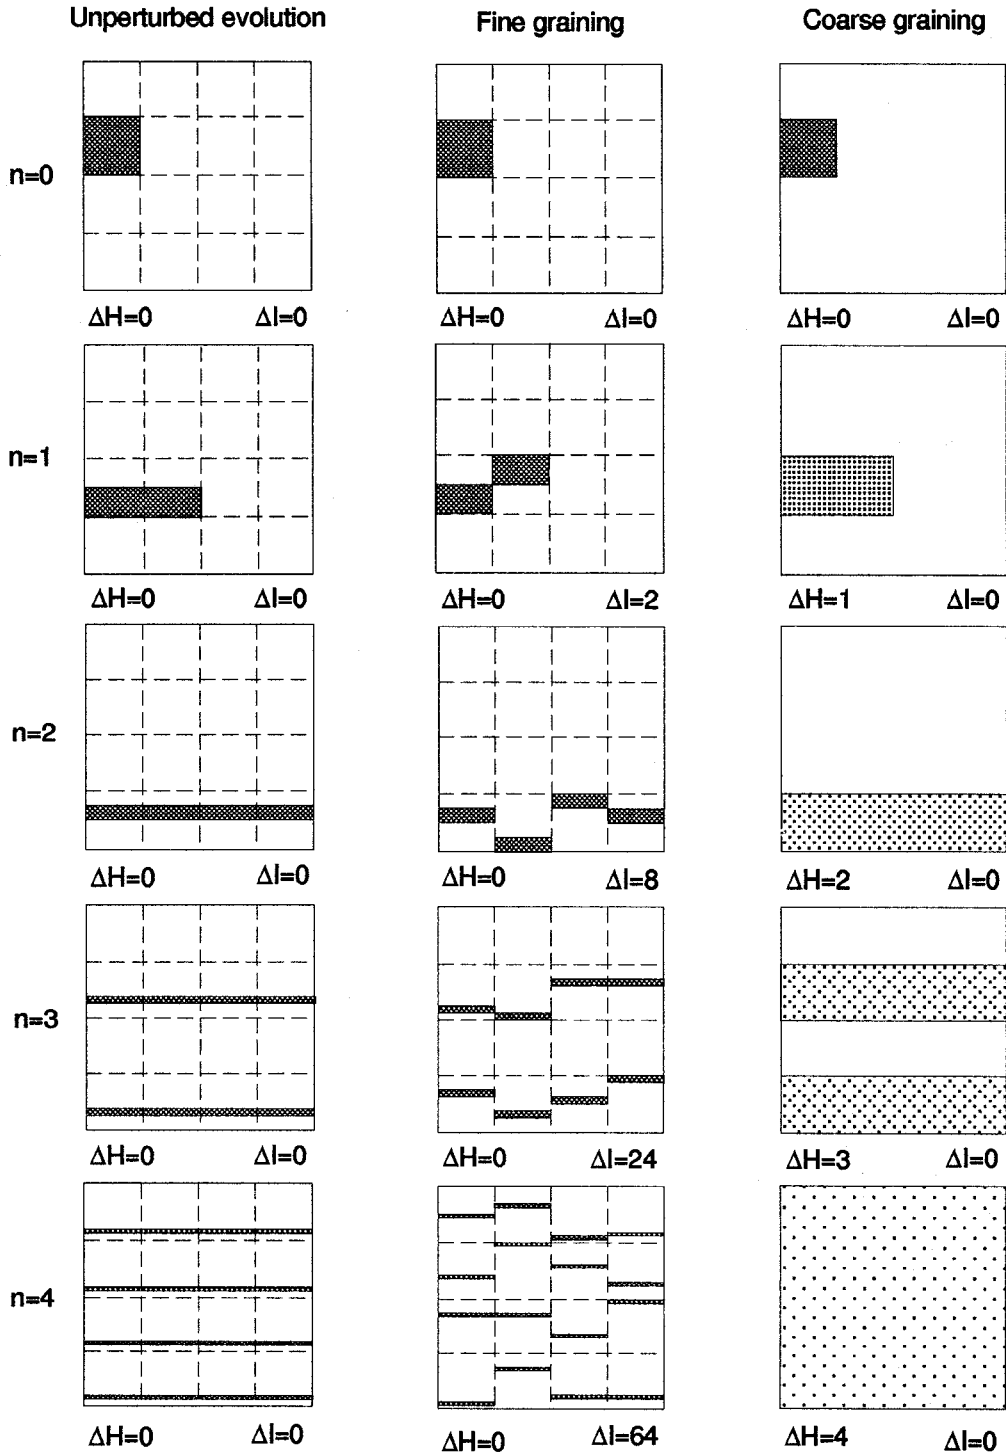 Unperturbed evolution Fine graining Coarse graining
n=0
ΔH=0 ΔI=0 ΔH=0 ΔI=0 ΔH=0 ΔI=0
n=1
ΔH=0 ΔI=0 ΔH=0 ΔI=2 ΔH=1 ΔI=0
n=2
ΔH=0 ΔI=0 ΔH=0 ΔI=8 ΔH=2 ΔI=0
n=3
ΔH=0 ΔI=0 ΔH=0 ΔI=24 ΔH=3 ΔI=0
n=4
ΔH=0 ΔI=0 ΔH=0 ΔI=64 ΔH=4 ΔI=0